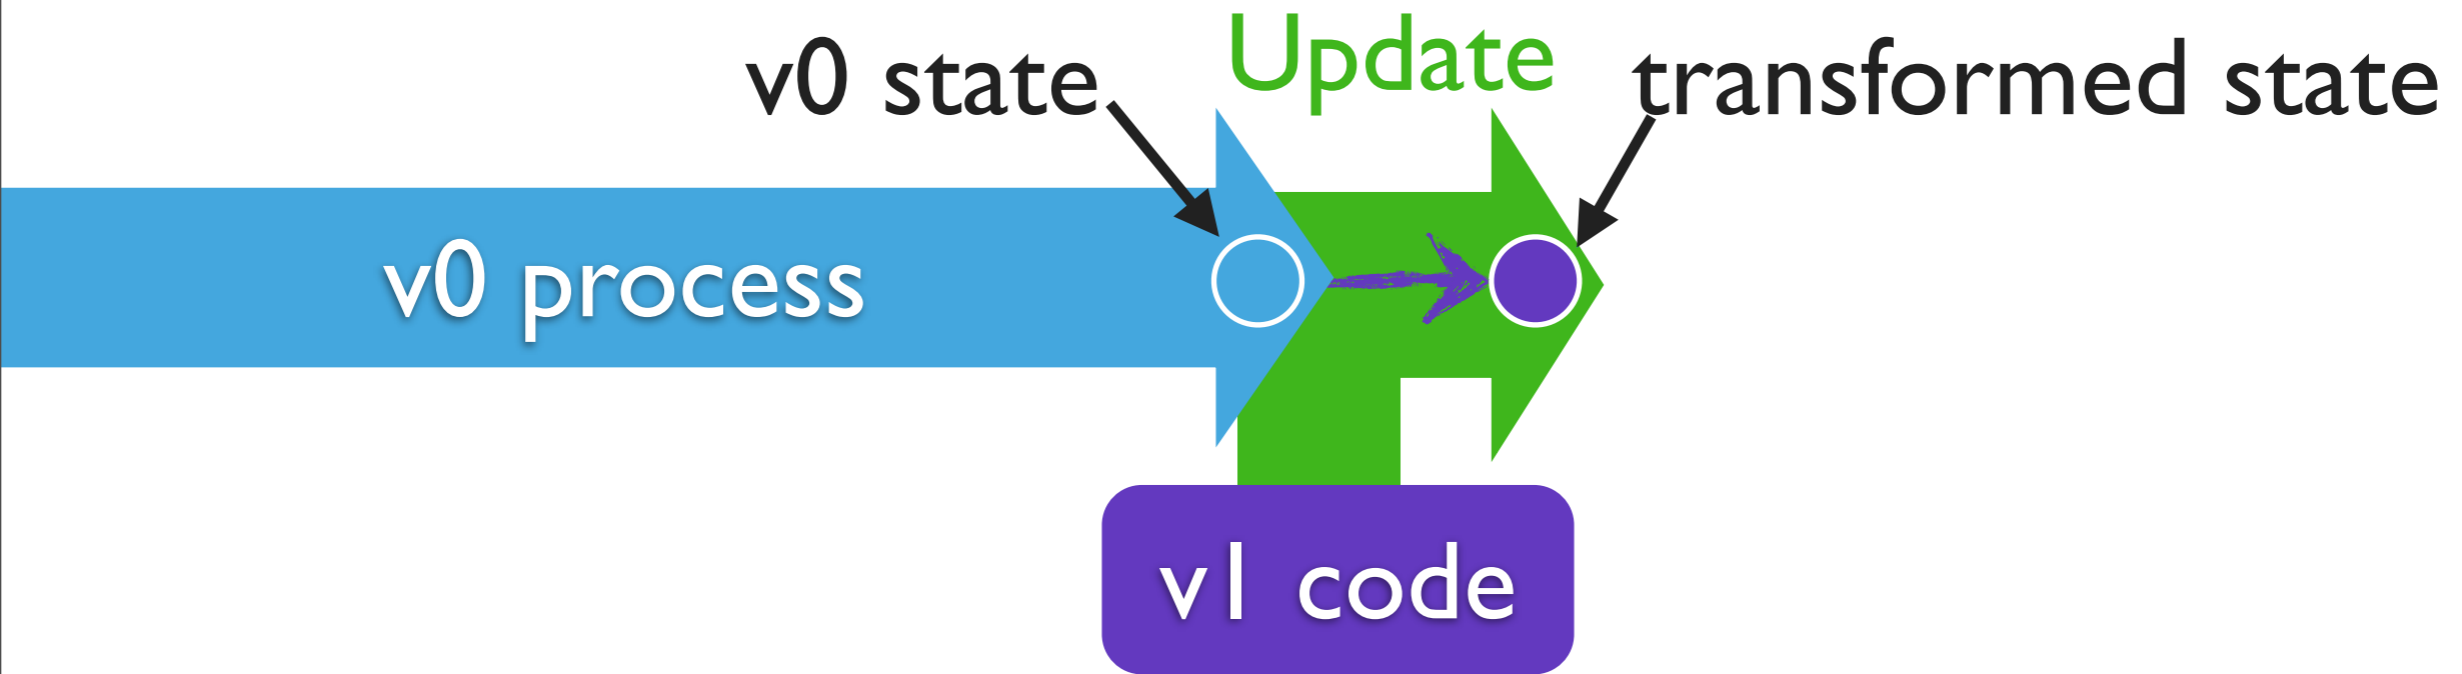 Update
v0 state
transformed state
v0 process
v1 code